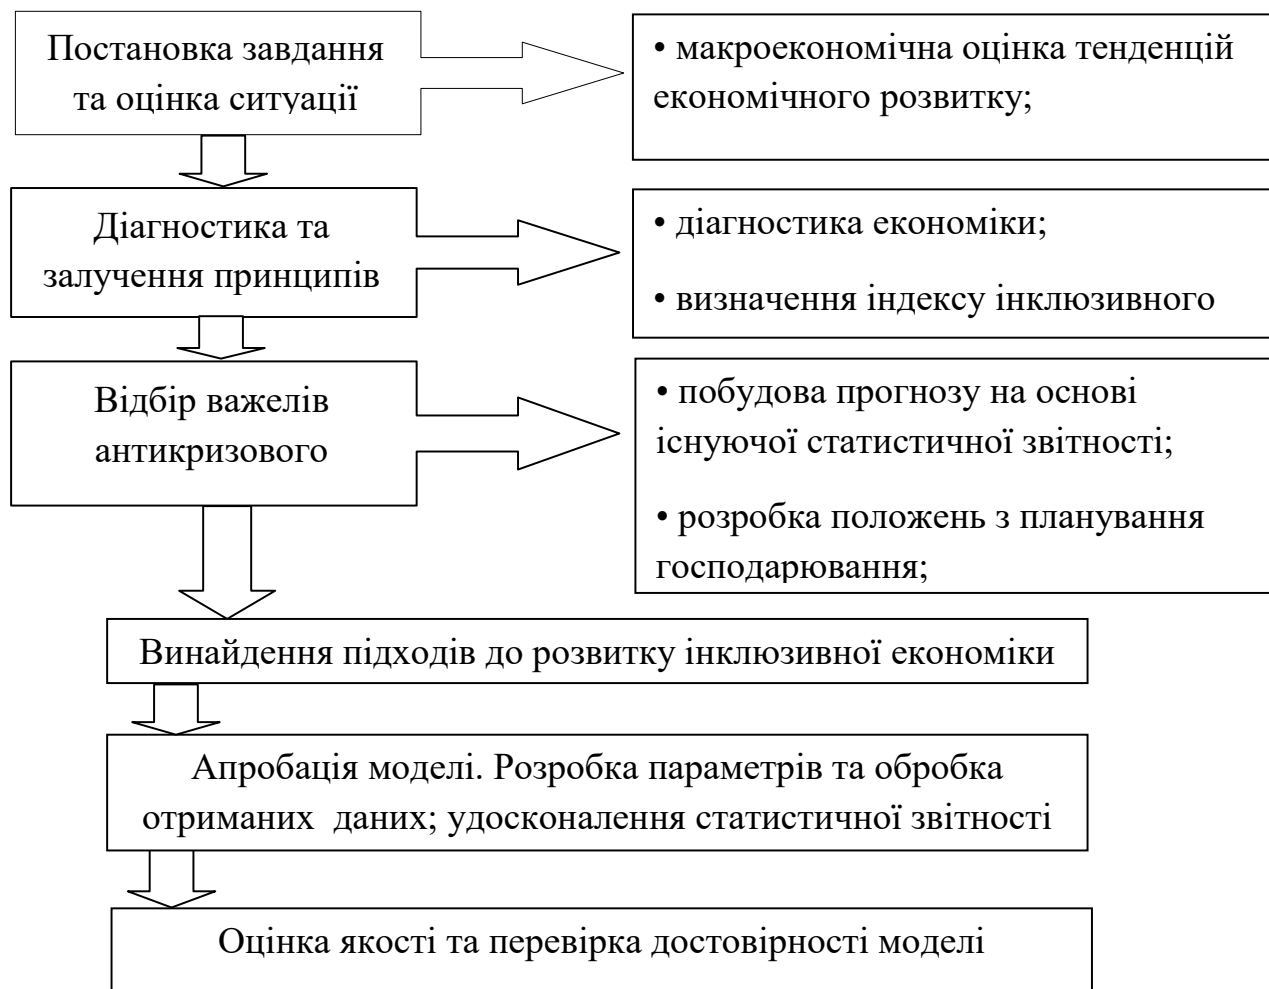 Постановка завдання
та оцінка ситуації
• макроекономічна оцінка тенденцій
економічного розвитку;
Діагностика та
залучення принципів
• діагностика економіки;
• визначення індексу інклюзивного
Відбір важелів
антикризового
• побудова прогнозу на основі
існуючої статистичної звітності;
• розробка положень з планування
господарювання;
Винайдення підходів до розвитку інклюзивної економіки
Апробація моделі. Розробка параметрів та обробка
отриманих даних; удосконалення статистичної звітності
Оцінка якості та перевірка достовірності моделі